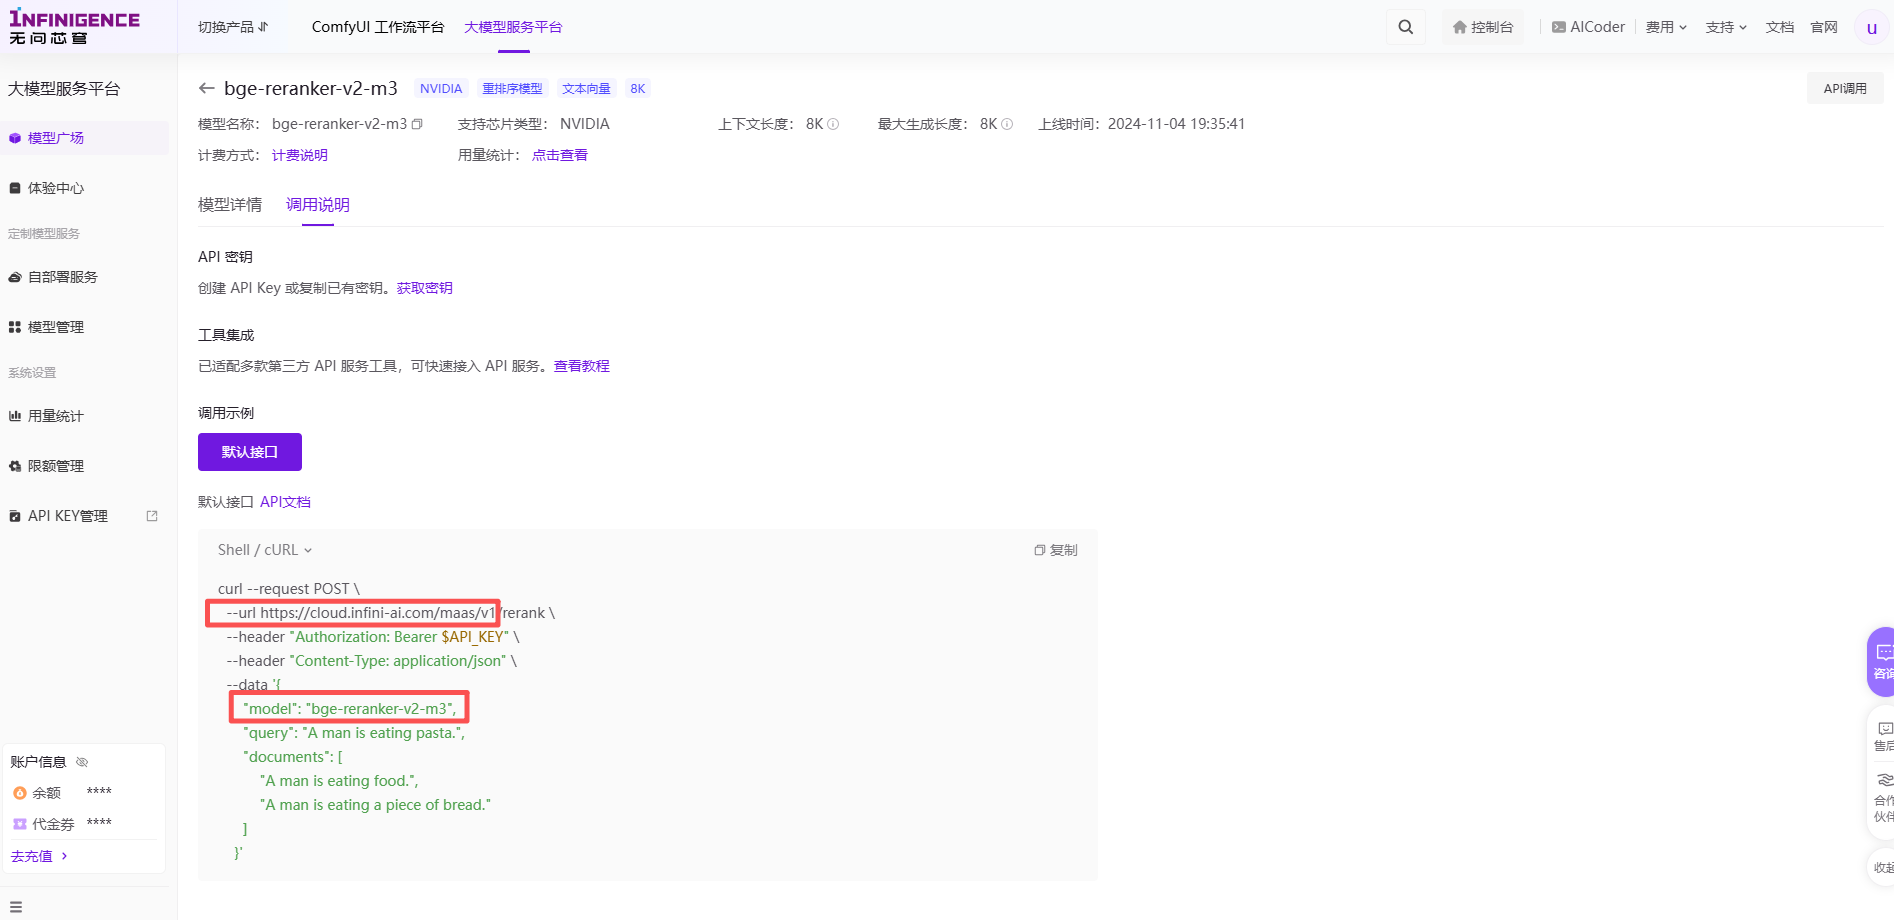 INFINIGENCE
无问芯穹
切换产品
ComfyUI 工作流平台
大模型服务平台
控制台
AICoder
费用
支持
文档
官网
u
大模型服务平台
模型广场
体验中心
定制模型服务
自部署服务
模型管理
系统设置
用量统计
限额管理
API KEY管理
账户信息
余额 ****
代金券 ****
去充值
bge-reranker-v2-m3
NVIDIA
重排序模型
文本向量
8K
API调用
模型名称： bge-reranker-v2-m3
支持芯片类型： NVIDIA
上下文长度： 8K
最大生成长度： 8K
上线时间：2024-11-04 19:35:41
计费方式： 计费说明
用量统计： 点击查看
模型详情
调用说明
API 密钥
创建 API Key 或复制已有密钥。获取密钥
工具集成
已适配多款第三方 API 服务工具，可快速接入 API 服务。查看教程
调用示例
默认接口
默认接口 API文档
Shell / cURL
复制
curl --request POST \
--url https://cloud.infini-ai.com/maas/v1/rerank \
--header "Authorization: Bearer $API_KEY" \
--header "Content-Type: application/json" \
--data '{
"model": "bge-reranker-v2-m3",
"query": "A man is eating pasta.",
"documents": [
"A man is eating food.",
"A man is eating a piece of bread."
]
}'
咨询
售后
合作
伙伴
收起